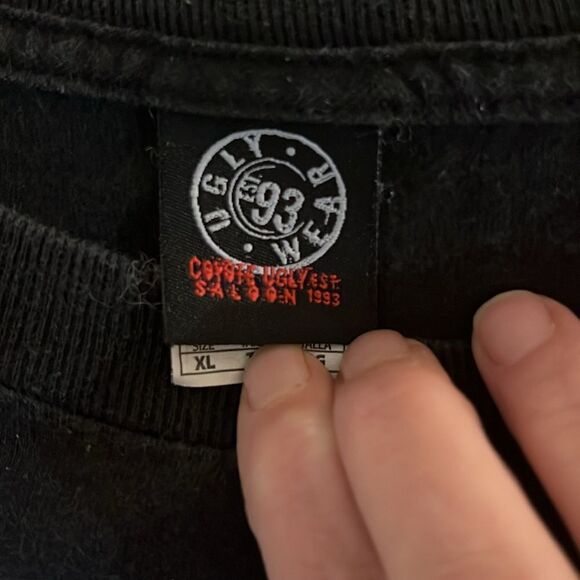 UGLY · WEAR ·
EST.
93
COYOTE UGLY EST.
SALOON 1993
SIZE
XL